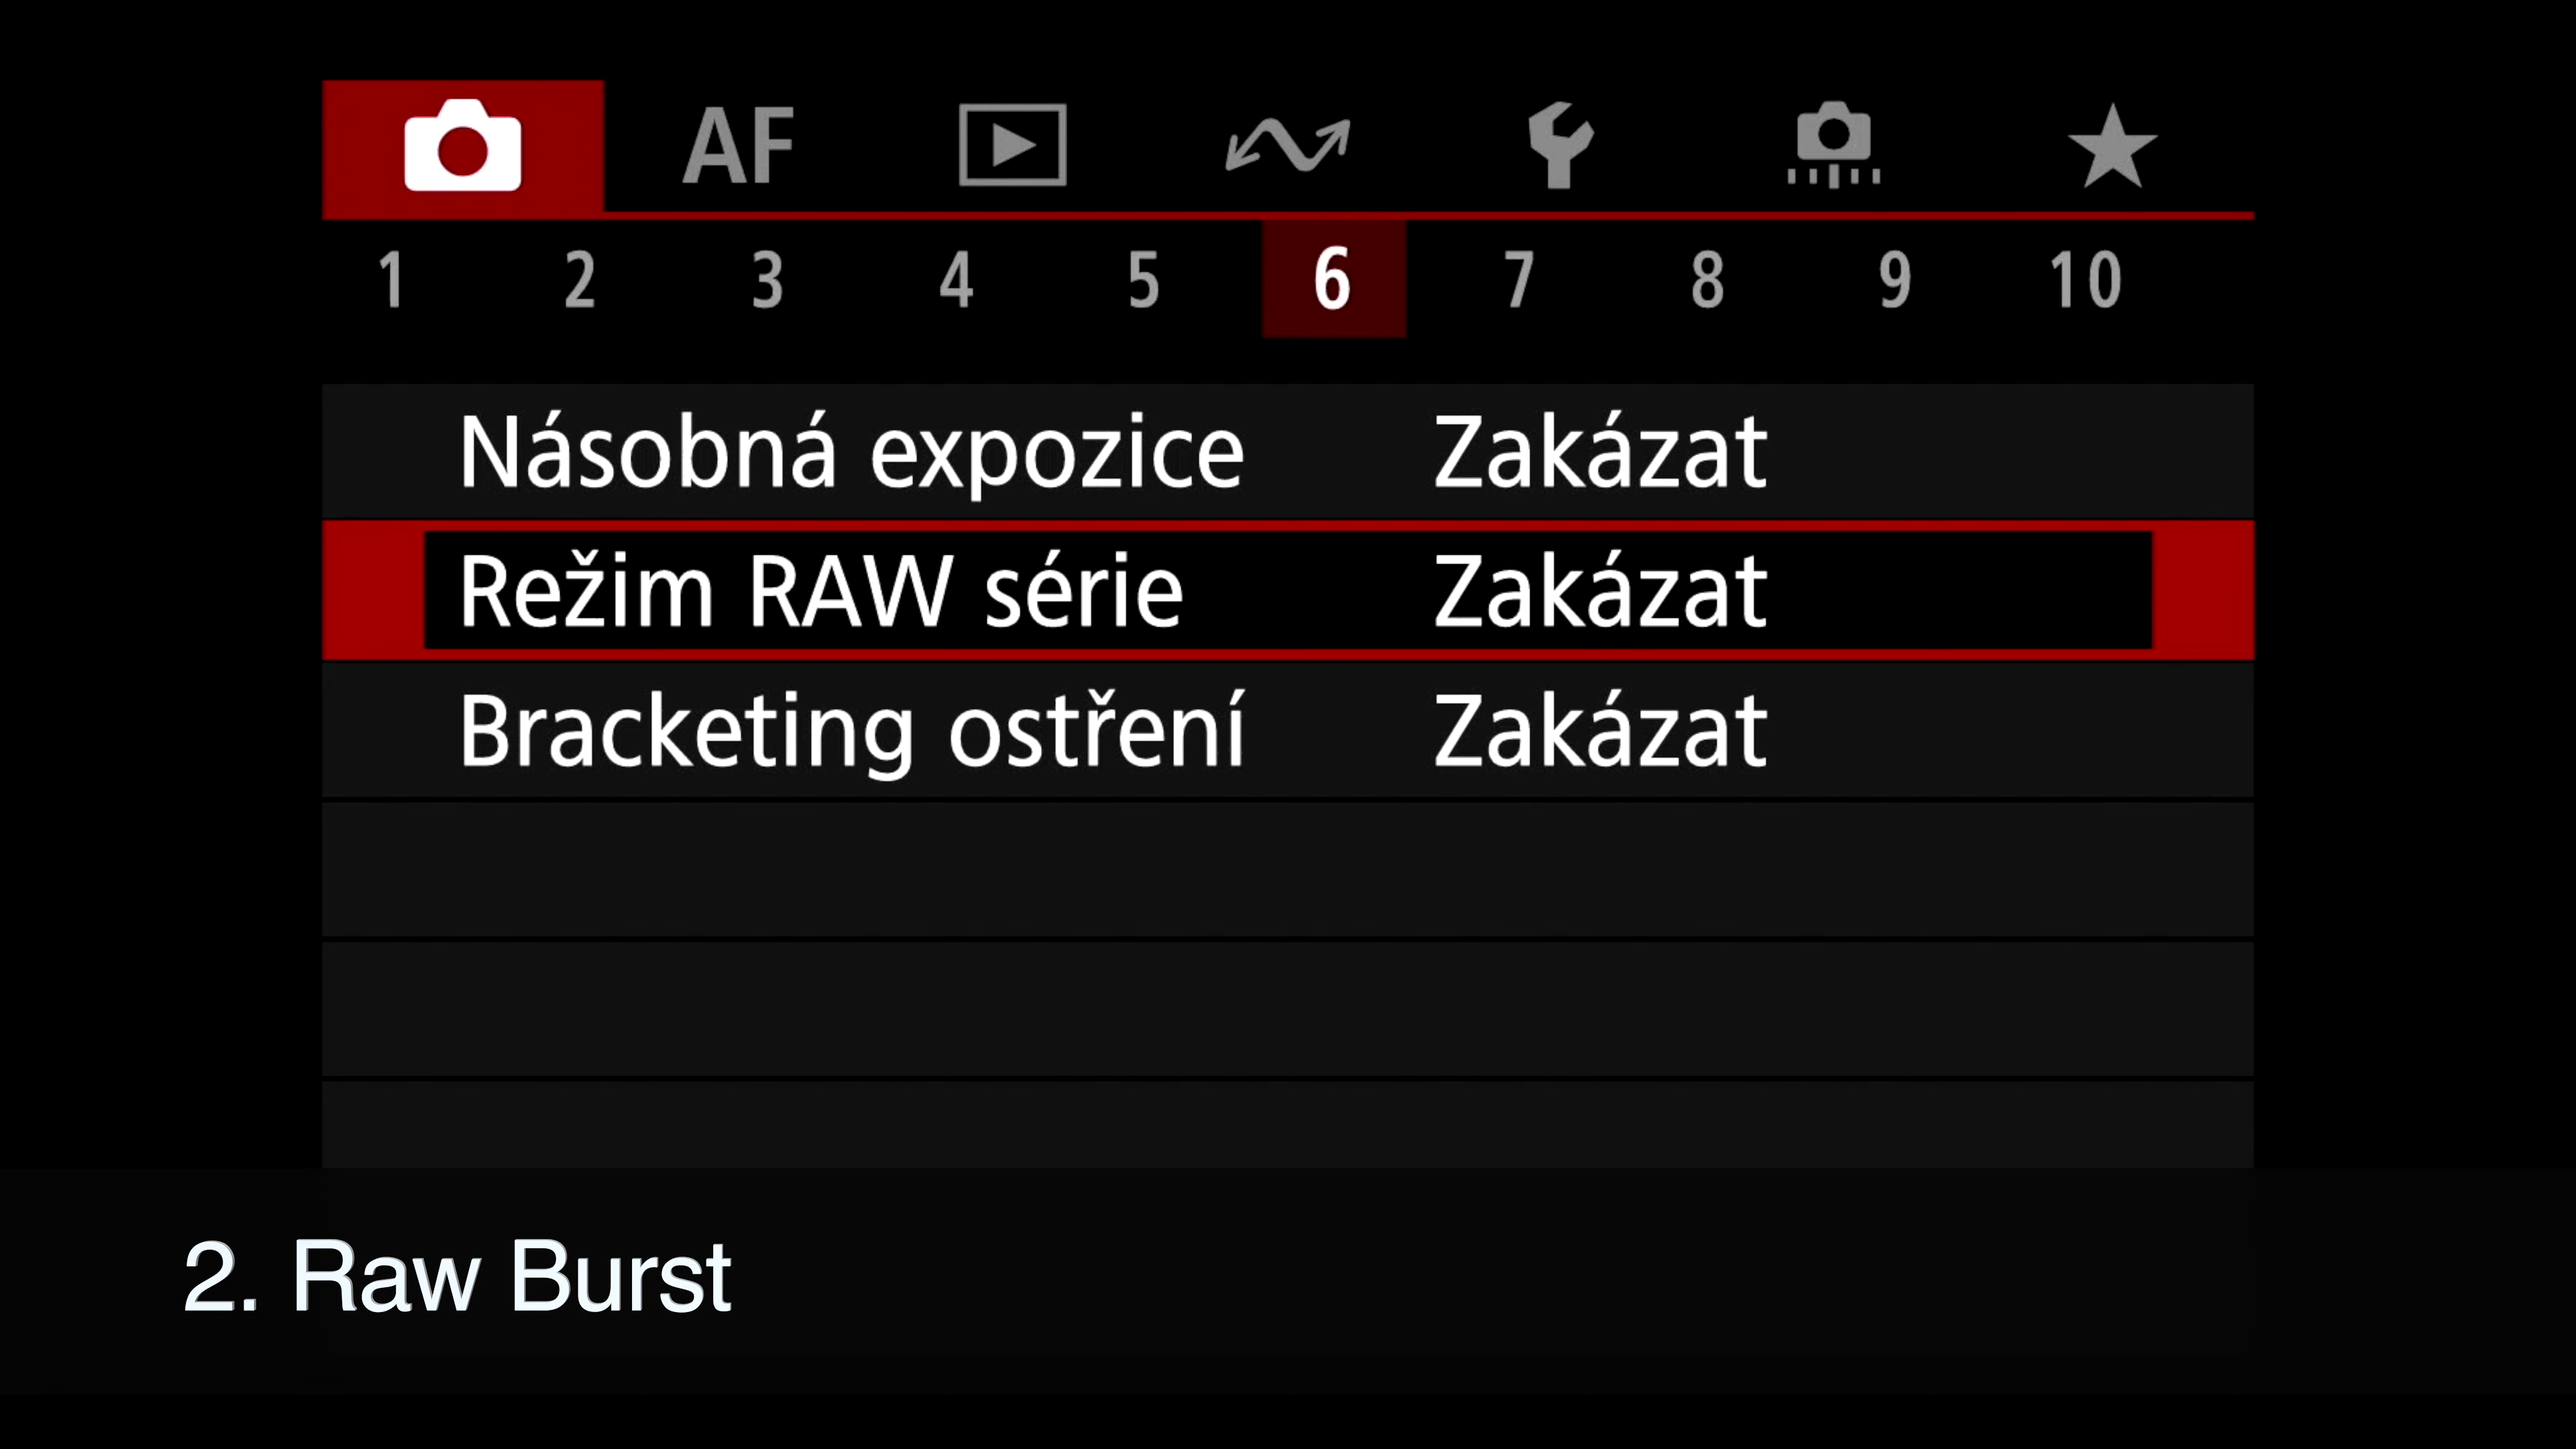 AF
1 2 3 4 5 6 7 8 9 10
Násobná expozice Zakázat
Režim RAW série Zakázat
Bracketing ostření Zakázat
2. Raw Burst